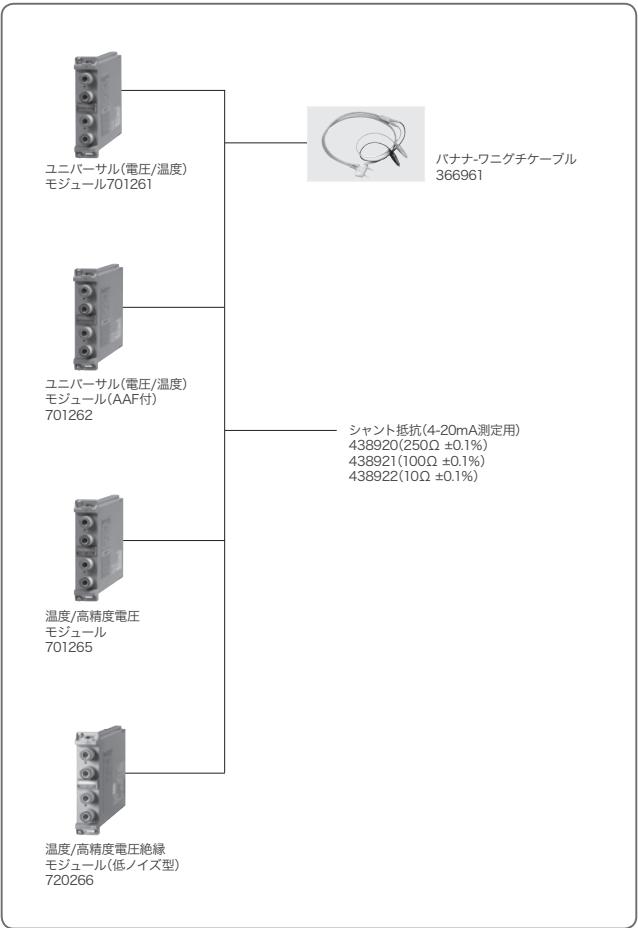 ユニバーサル(電圧/温度)
モジュール701261
バナナ-ワニグチケーブル
366961
ユニバーサル(電圧/温度)
モジュール(AAF付)
701262
シャント抵抗(4-20mA測定用)
438920(250Ω ±0.1%)
438921(100Ω ±0.1%)
438922(10Ω ±0.1%)
温度/高精度電圧
モジュール
701265
温度/高精度電圧絶縁
モジュール(低ノイズ型)
720266